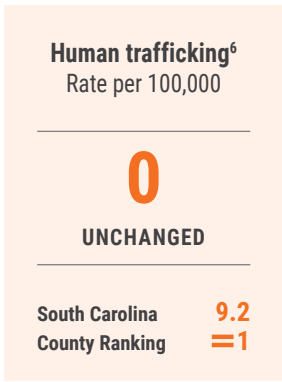 Human trafficking⁶
Rate per 100,000
0
UNCHANGED
South Carolina 9.2
County Ranking =1